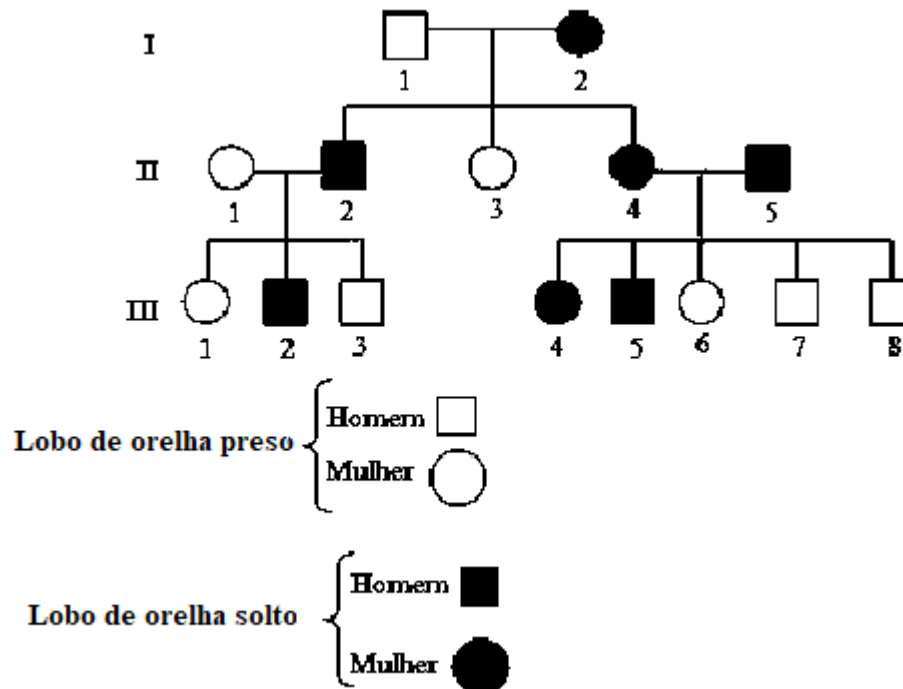 I
1 2
II
1 2 3 4 5
III
1 2 3 4 5 6 7 8
Lobo de orelha preso
Homem
Mulher
Lobo de orelha solto
Homem
Mulher